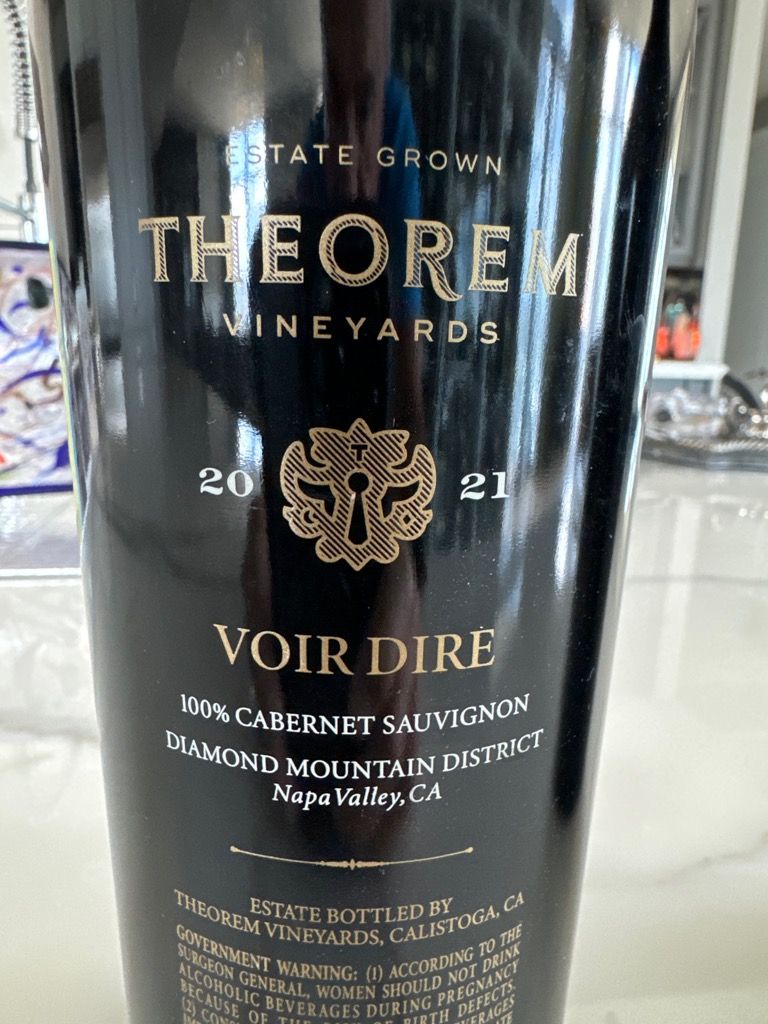 ESTATE GROWN
THEOREM
VINEYARDS
T
20 21
VOIR DIRE
100% CABERNET SAUVIGNON
DIAMOND MOUNTAIN DISTRICT
Napa Valley, CA
ESTATE BOTTLED BY
THEOREM VINEYARDS, CALISTOGA, CA
GOVERNMENT WARNING: (1) ACCORDING TO THE
SURGEON GENERAL, WOMEN SHOULD NOT DRINK
ALCOHOLIC BEVERAGES DURING PREGNANCY
BECAUSE OF THE RISK OF BIRTH DEFECTS.